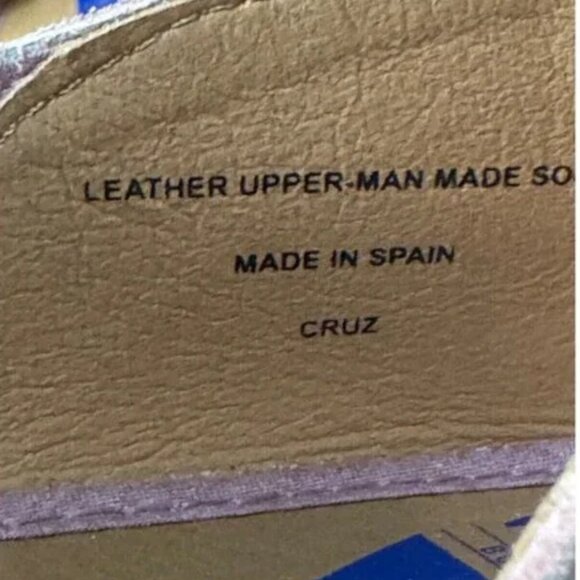 LEATHER UPPER-MAN MADE SO
MADE IN SPAIN
CRUZ